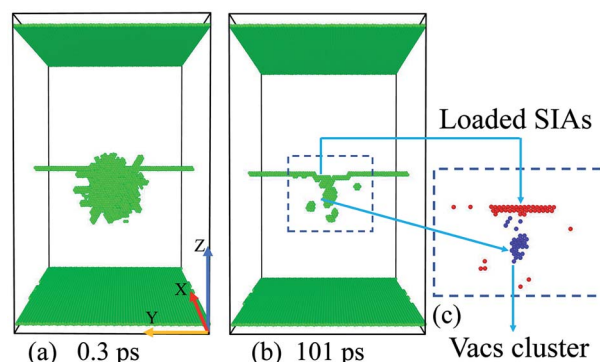 Loaded SIAs
Z
X
Y
(c)
(a) 0.3 ps
(b) 101 ps
Vacs cluster